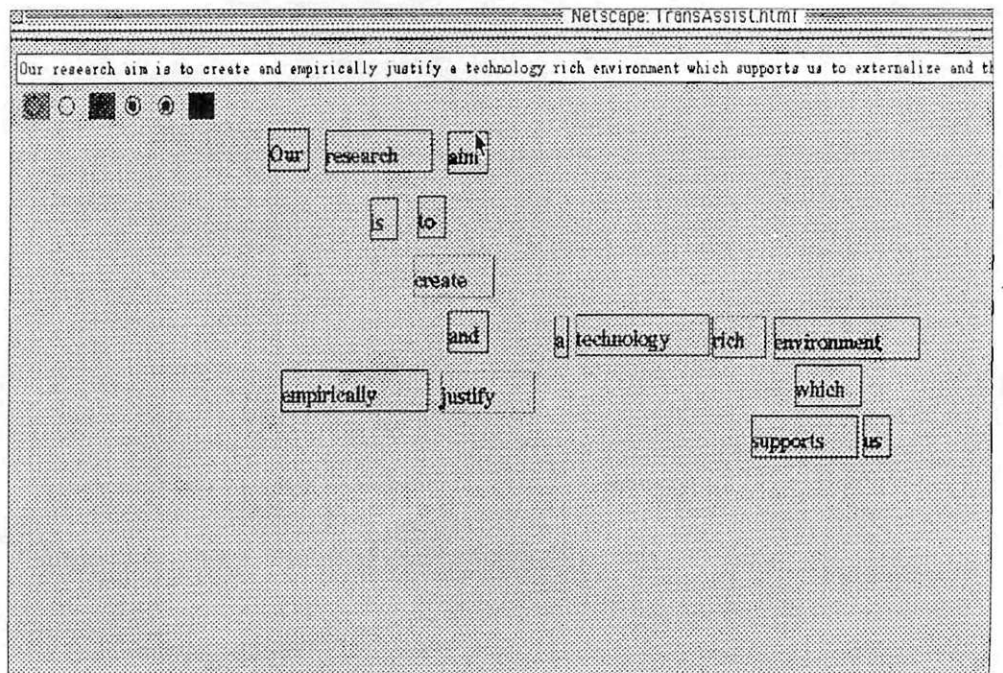 Netscape: TransAssist.html
Our research aim is to create and empirically justify a technology rich environment which supports us to externalize and th
Our research aim
is to
create
and a technology rich environment
empirically justify which
supports us